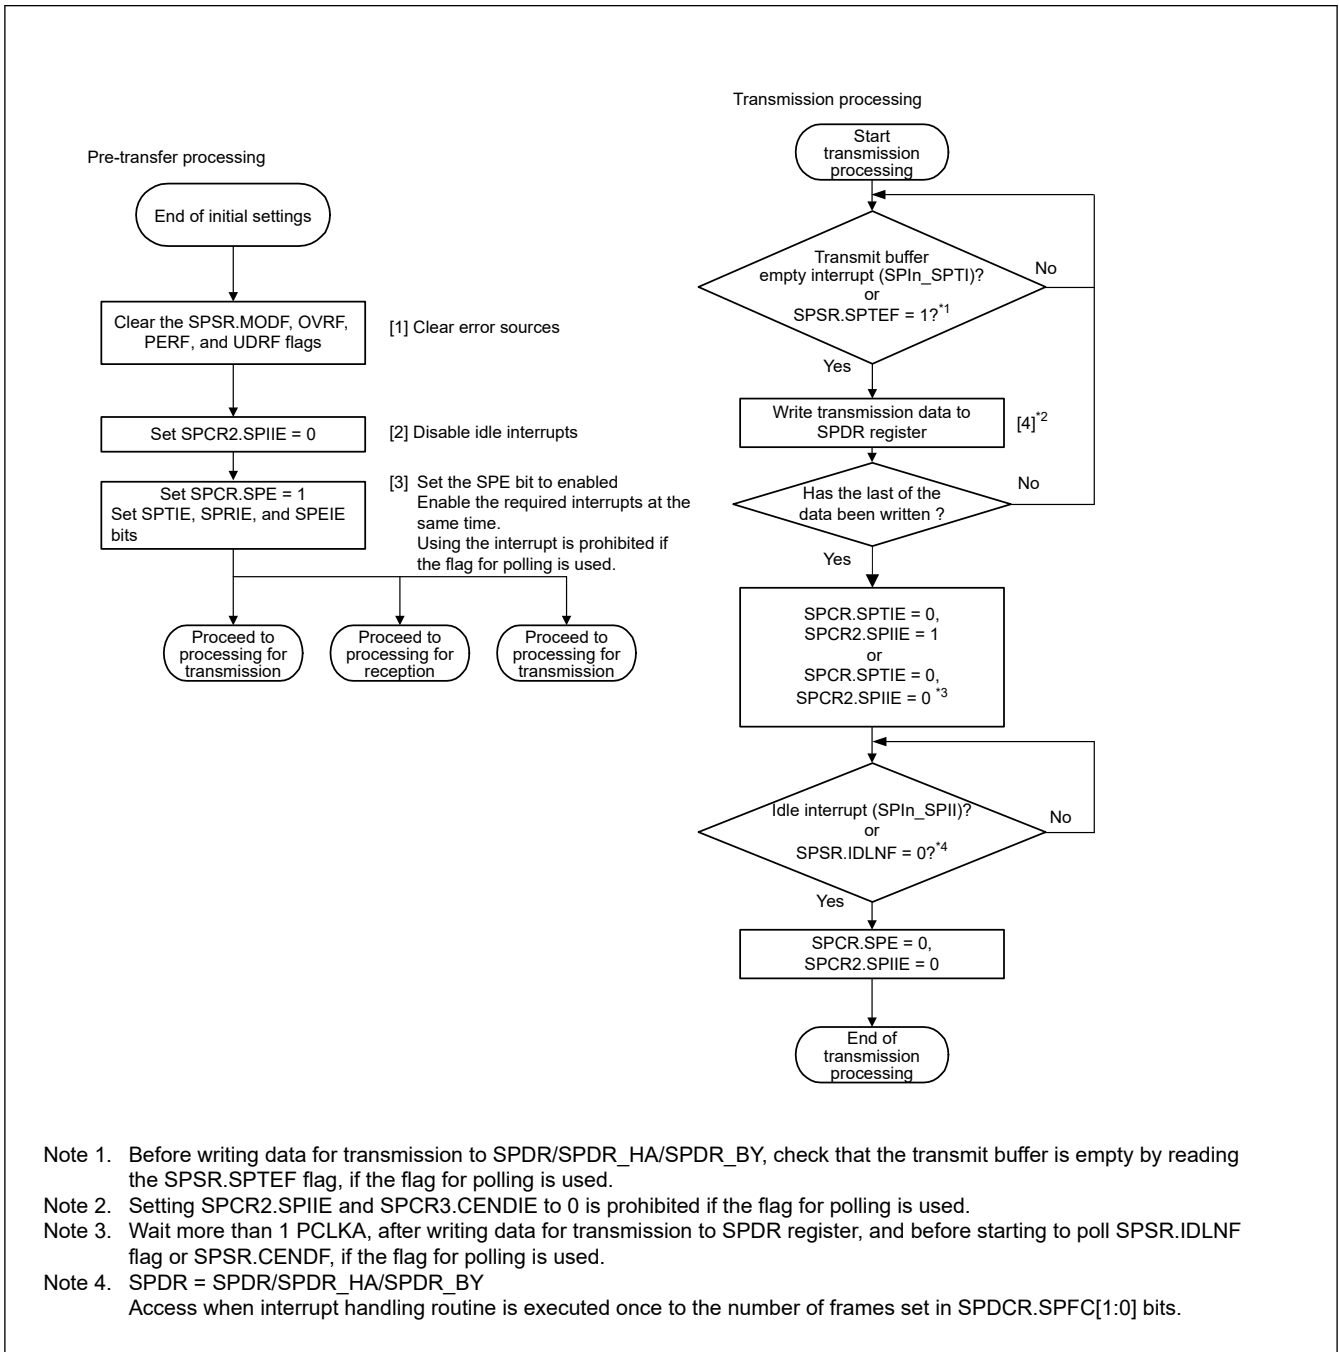 Pre-transfer processing
End of initial settings
Clear the SPSR.MODF, OVRF,
PERF, and UDRF flags
[1] Clear error sources
Set SPCR2.SPIIE = 0
[2] Disable idle interrupts
Set SPCR.SPE = 1
Set SPTIE, SPRIE, and SPEIE
bits
[3] Set the SPE bit to enabled
Enable the required interrupts at the
same time.
Using the interrupt is prohibited if
the flag for polling is used.
Proceed to
processing for
transmission
Proceed to
processing for
reception
Proceed to
processing for
transmission
Transmission processing
Start
transmission
processing
Transmit buffer
empty interrupt (SPIn_SPTI)?
or
SPSR.SPTEF = 1?*1
No
Yes
Write transmission data to
SPDR register
[4]*2
Has the last of the
data been written ?
No
Yes
SPCR.SPTIE = 0,
SPCR2.SPIIE = 1
or
SPCR.SPTIE = 0,
SPCR2.SPIIE = 0 *3
Idle interrupt (SPIn_SPII)?
or
SPSR.IDLNF = 0?*4
No
Yes
SPCR.SPE = 0,
SPCR2.SPIIE = 0
End of
transmission
processing
Note 1. Before writing data for transmission to SPDR/SPDR_HA/SPDR_BY, check that the transmit buffer is empty by reading
the SPSR.SPTEF flag, if the flag for polling is used.
Note 2. Setting SPCR2.SPIIE and SPCR3.CENDIE to 0 is prohibited if the flag for polling is used.
Note 3. Wait more than 1 PCLKA, after writing data for transmission to SPDR register, and before starting to poll SPSR.IDLNF
flag or SPSR.CENDF, if the flag for polling is used.
Note 4. SPDR = SPDR/SPDR_HA/SPDR_BY
Access when interrupt handling routine is executed once to the number of frames set in SPDCR.SPFC[1:0] bits.